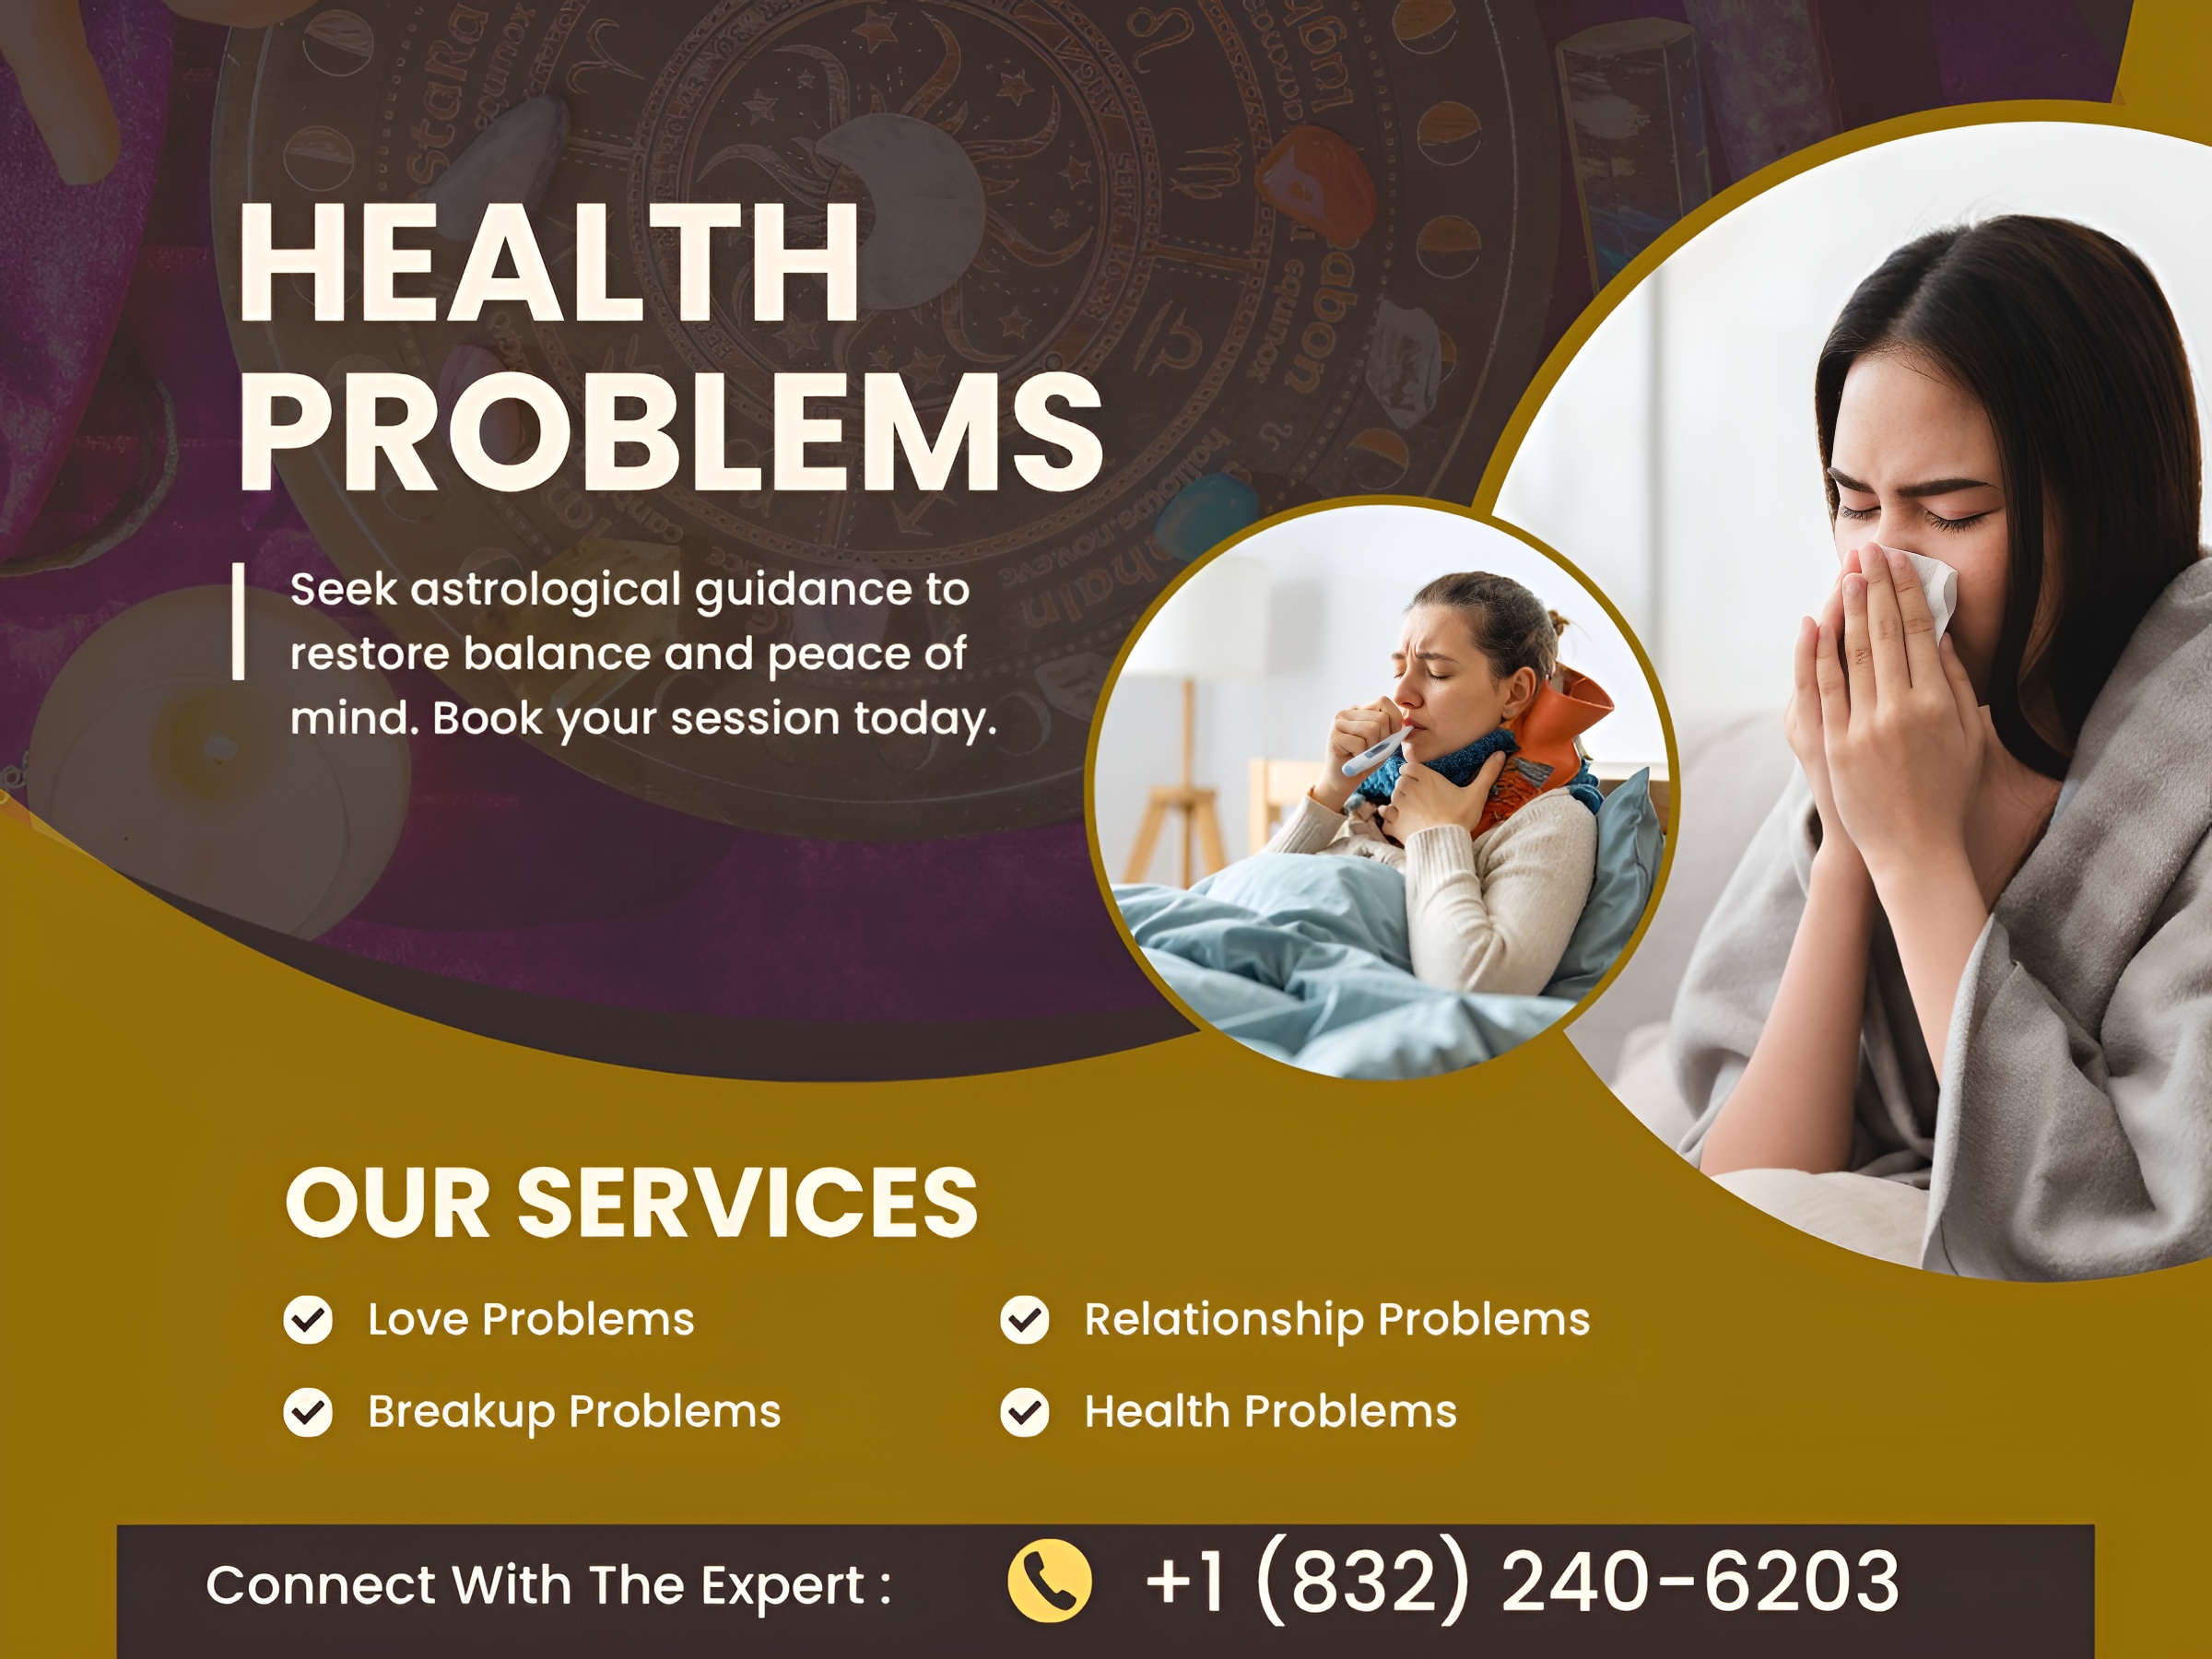 HEALTH
PROBLEMS
Seek astrological guidance to
restore balance and peace of
mind. Book your session today.
OUR SERVICES
Love Problems
Relationship Problems
Breakup Problems
Health Problems
Connect With The Expert :
+1 (832) 240-6203